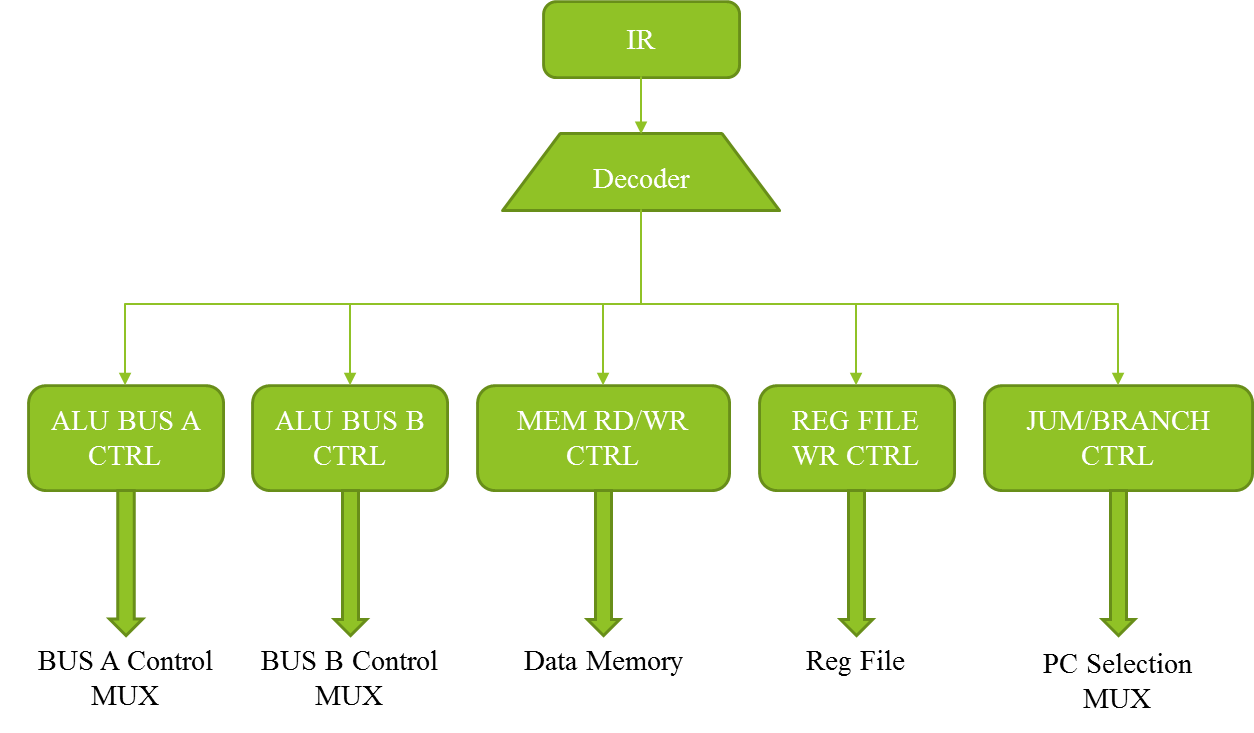 IR
Decoder
ALU BUS A
CTRL
ALU BUS B
CTRL
MEM RD/WR
CTRL
REG FILE
WR CTRL
JUM/BRANCH
CTRL
BUS A Control
MUX
BUS B Control
MUX
Data Memory
Reg File
PC Selection
MUX